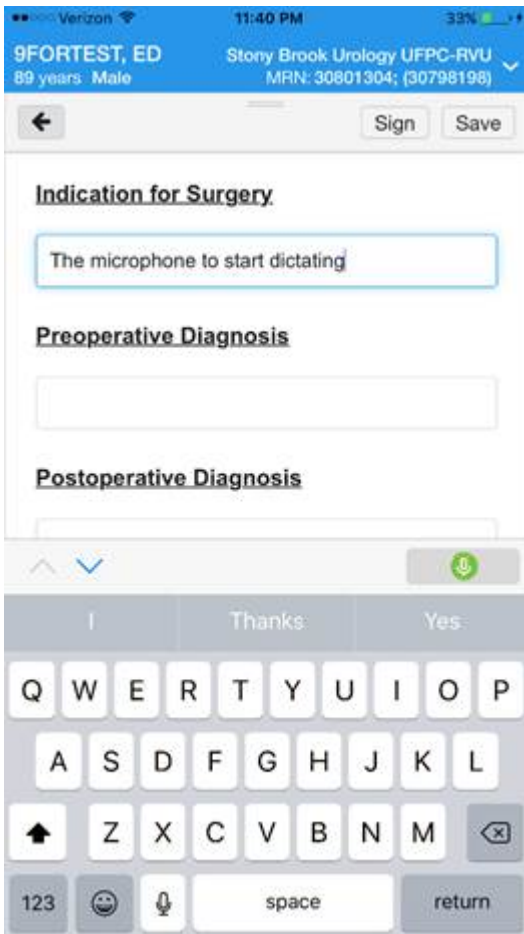 Verizon 11:40 PM 33%
9FORTEST, ED Stony Brook Urology UFPC-RVU
89 years Male MRN: 30801304; (30798198)
Sign Save
Indication for Surgery
The microphone to start dictating
Preoperative Diagnosis
Postoperative Diagnosis
I Thanks Yes
Q W E R T Y U I O P
A S D F G H J K L
Z X C V B N M
123 space return